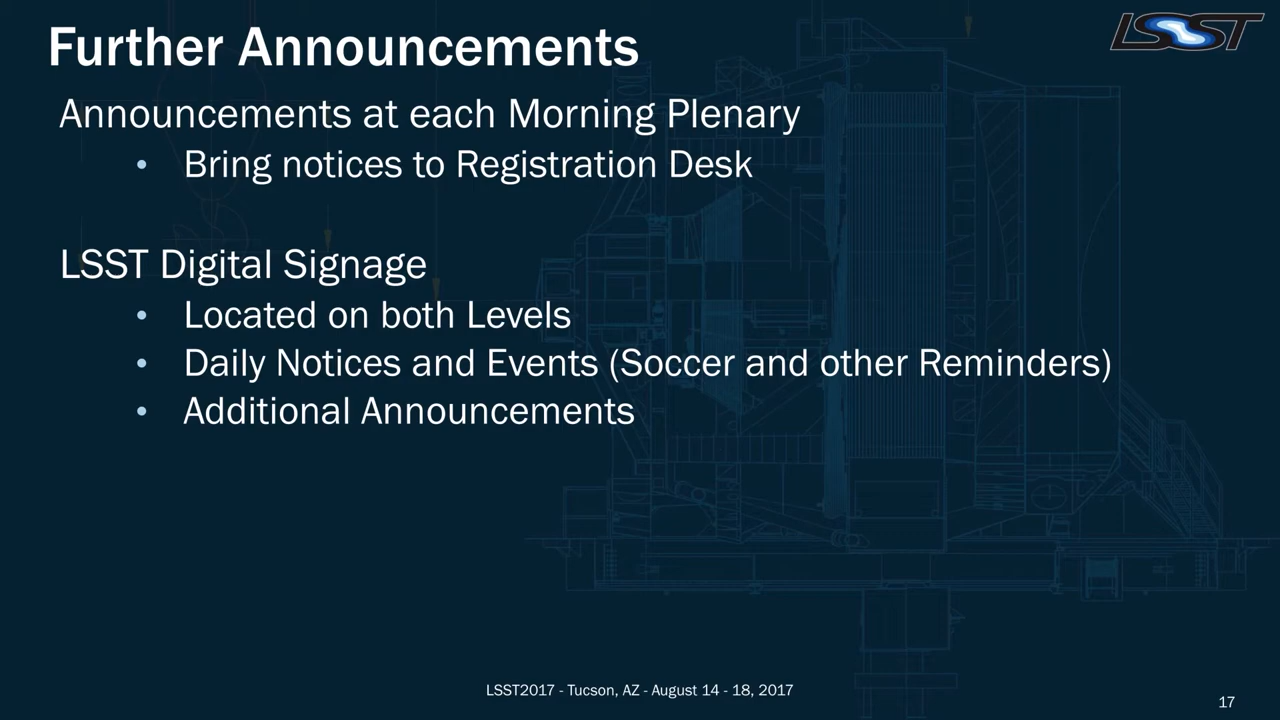 Further Announcements
LSST
Announcements at each Morning Plenary
• Bring notices to Registration Desk
LSST Digital Signage
• Located on both Levels
• Daily Notices and Events (Soccer and other Reminders)
• Additional Announcements
LSST2017 - Tucson, AZ - August 14 - 18, 2017
17